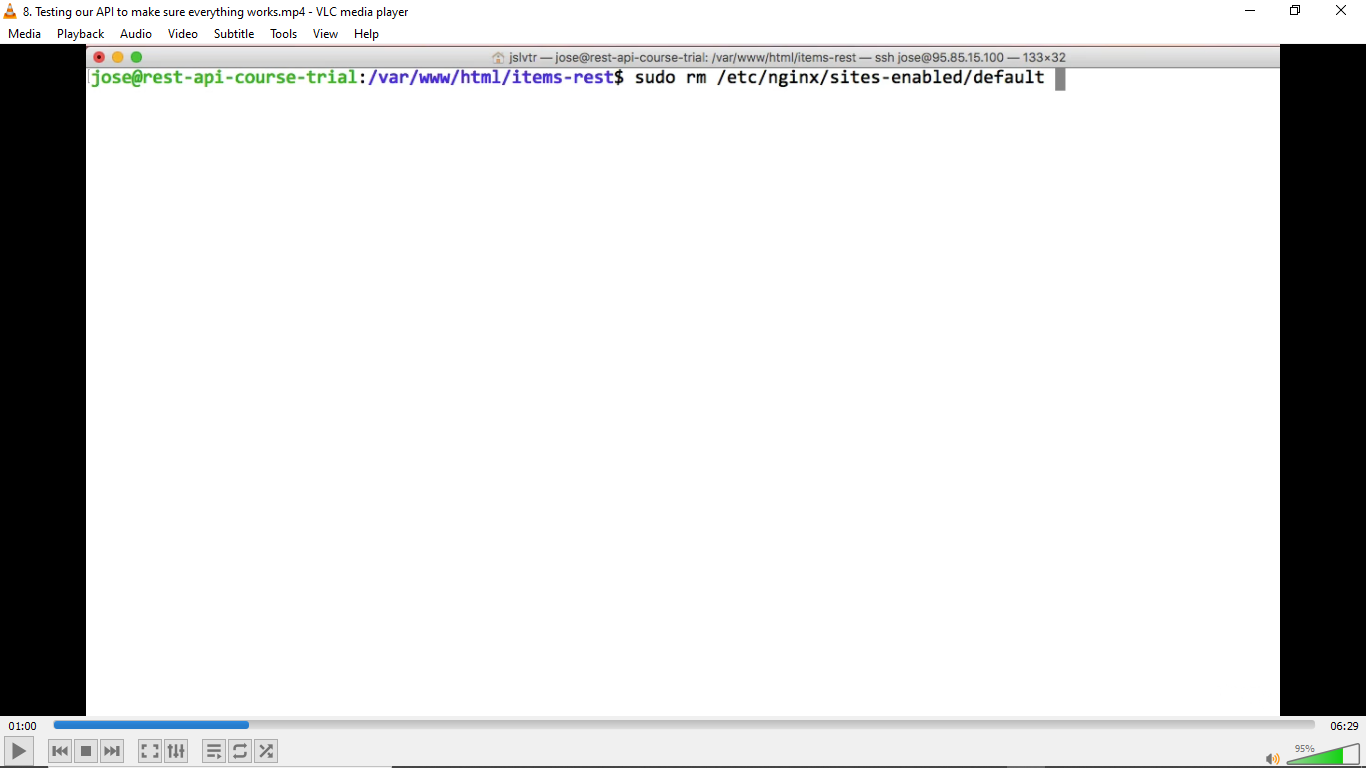 8. Testing our API to make sure everything works.mp4 - VLC media player
Media Playback Audio Video Subtitle Tools View Help
jslvtr — jose@rest-api-course-trial: /var/www/html/items-rest — ssh jose@95.85.15.100 — 133×32
jose@rest-api-course-trial:/var/www/html/items-rest$ sudo rm /etc/nginx/sites-enabled/default
01:00 06:29
95%